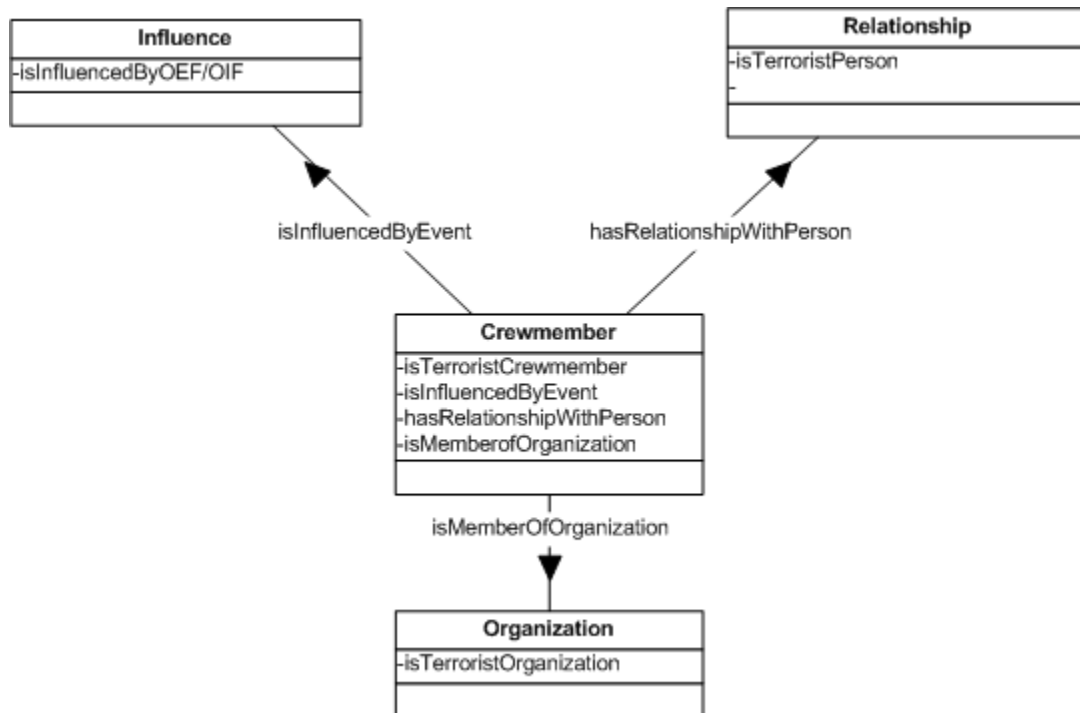 Influence
-isInfluencedByOEF/OIF
Relationship
-isTerroristPerson
-
isInfluencedByEvent
hasRelationshipWithPerson
Crewmember
-isTerroristCrewmember
-isInfluencedByEvent
-hasRelationshipWithPerson
-isMemberofOrganization
isMemberOfOrganization
Organization
-isTerroristOrganization